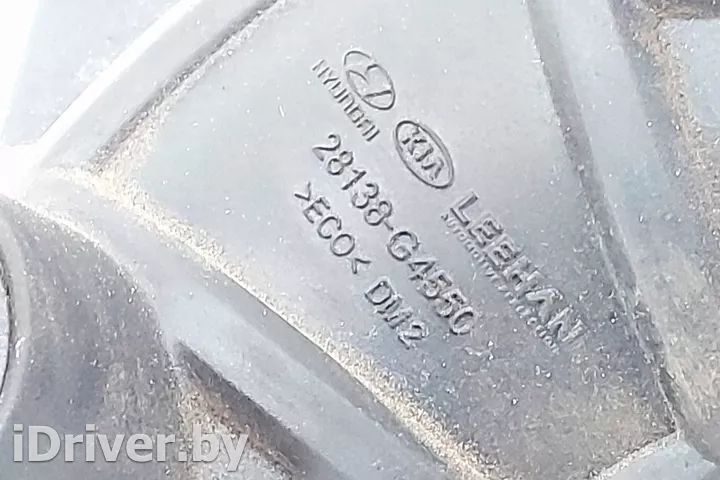 HYUNDAI
KIA
LEEHAN
28138-G4550
>ECO< DM2
iDriver.by